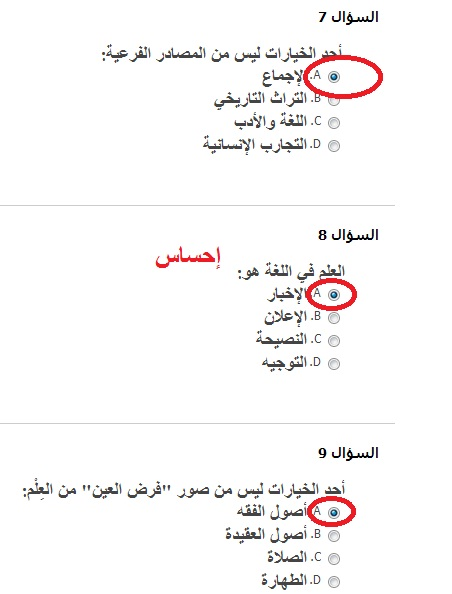 السؤال 7
أحد الخيارات ليس من المصادر الفرعية:
A. الإجماع
B. التراث التاريخي
C. اللغة والأدب
D. التجارب الإنسانية
السؤال 8
إحساس
العلم في اللغة هو:
A. الإخبار
B. الإعلان
C. النصيحة
D. التوجيه
السؤال 9
أحد الخيارات ليس من صور "فرض العين" من العِلْم:
A. أصول الفقه
B. أصول العقيدة
C. الصلاة
D. الطهارة